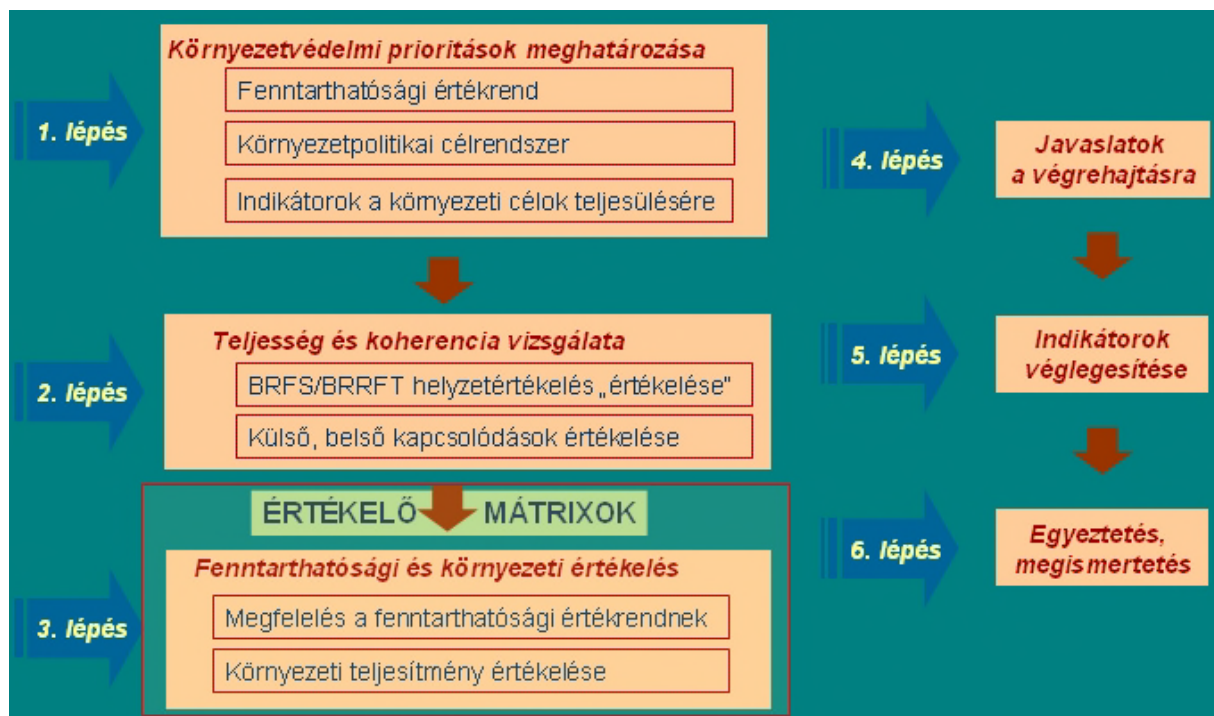 1. lépés
Környezetvédelmi prioritások meghatározása
Fenntarthatósági értékrend
Környezetpolitikai célrendszer
Indikátorok a környezeti célok teljesülésére
2. lépés
Teljesség és koherencia vizsgálata
BRFS/BRRFT helyzetértékelés „értékelése"
Külső, belső kapcsolódások értékelése
ÉRTÉKELŐ MÁTRIXOK
3. lépés
Fenntarthatósági és környezeti értékelés
Megfelelés a fenntarthatósági értékrendnek
Környezeti teljesítmény értékelése
4. lépés
Javaslatok
a végrehajtásra
5. lépés
Indikátorok
véglegesítése
6. lépés
Egyeztetés,
megismertetés